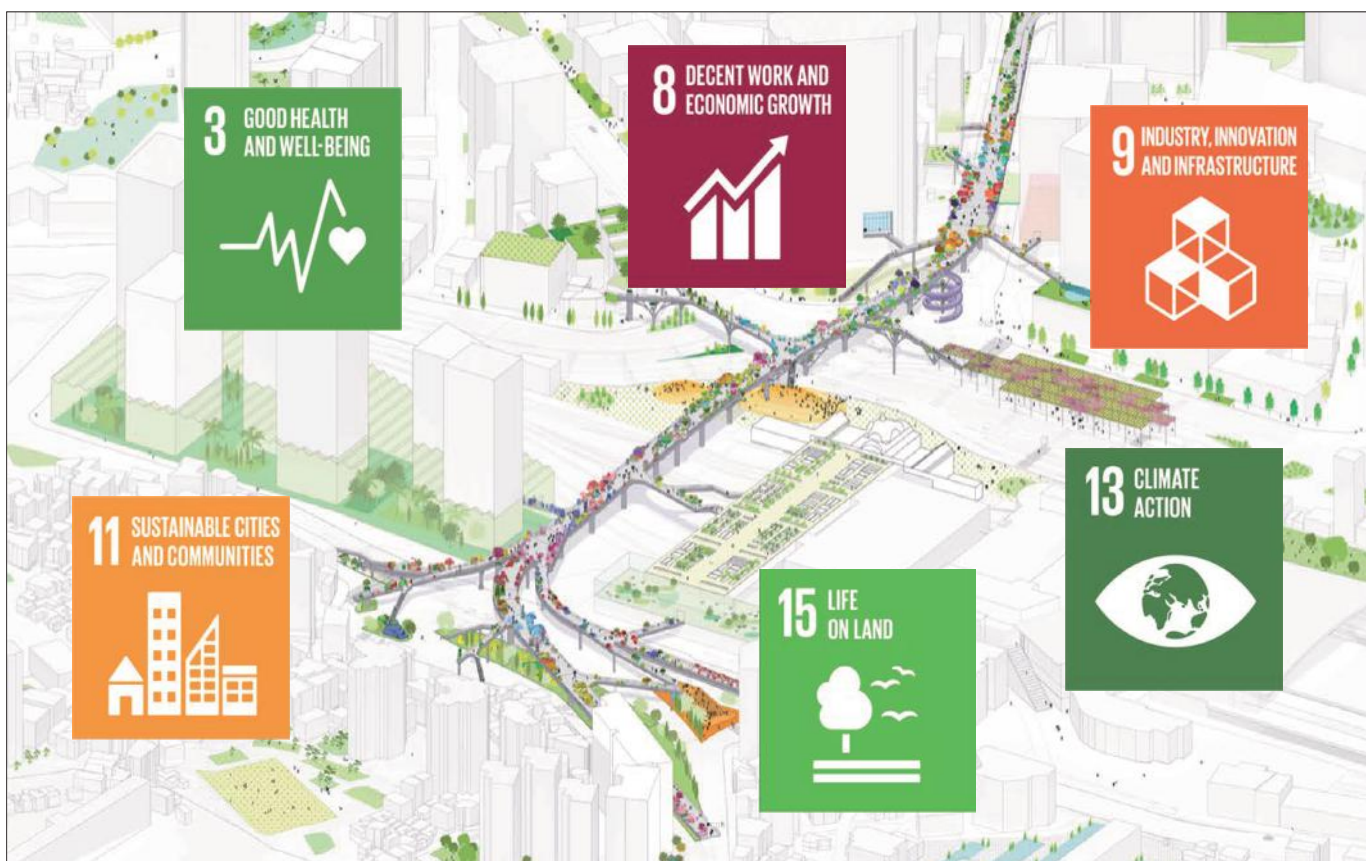 8 DECENT WORK AND
ECONOMIC GROWTH
3 GOOD HEALTH
AND WELL-BEING
9 INDUSTRY, INNOVATION
AND INFRASTRUCTURE
13 CLIMATE
ACTION
11 SUSTAINABLE CITIES
AND COMMUNITIES
15 LIFE
ON LAND